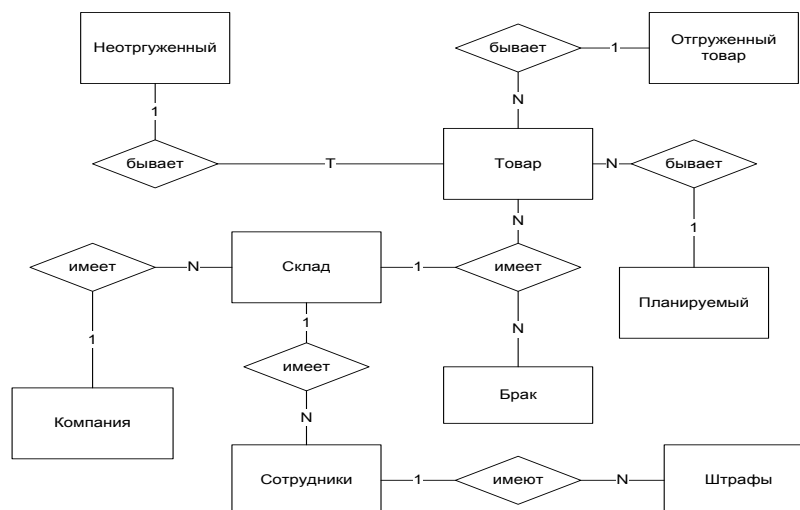 Неотргуженный
бывает
1
Отгруженный
товар
1
N
бывает
T
Товар
N
бывает
N
1
имеет
N
Склад
1
имеет
Планируемый
1
1
N
имеет
Компания
N
Брак
Сотрудники
1
имеют
N
Штрафы